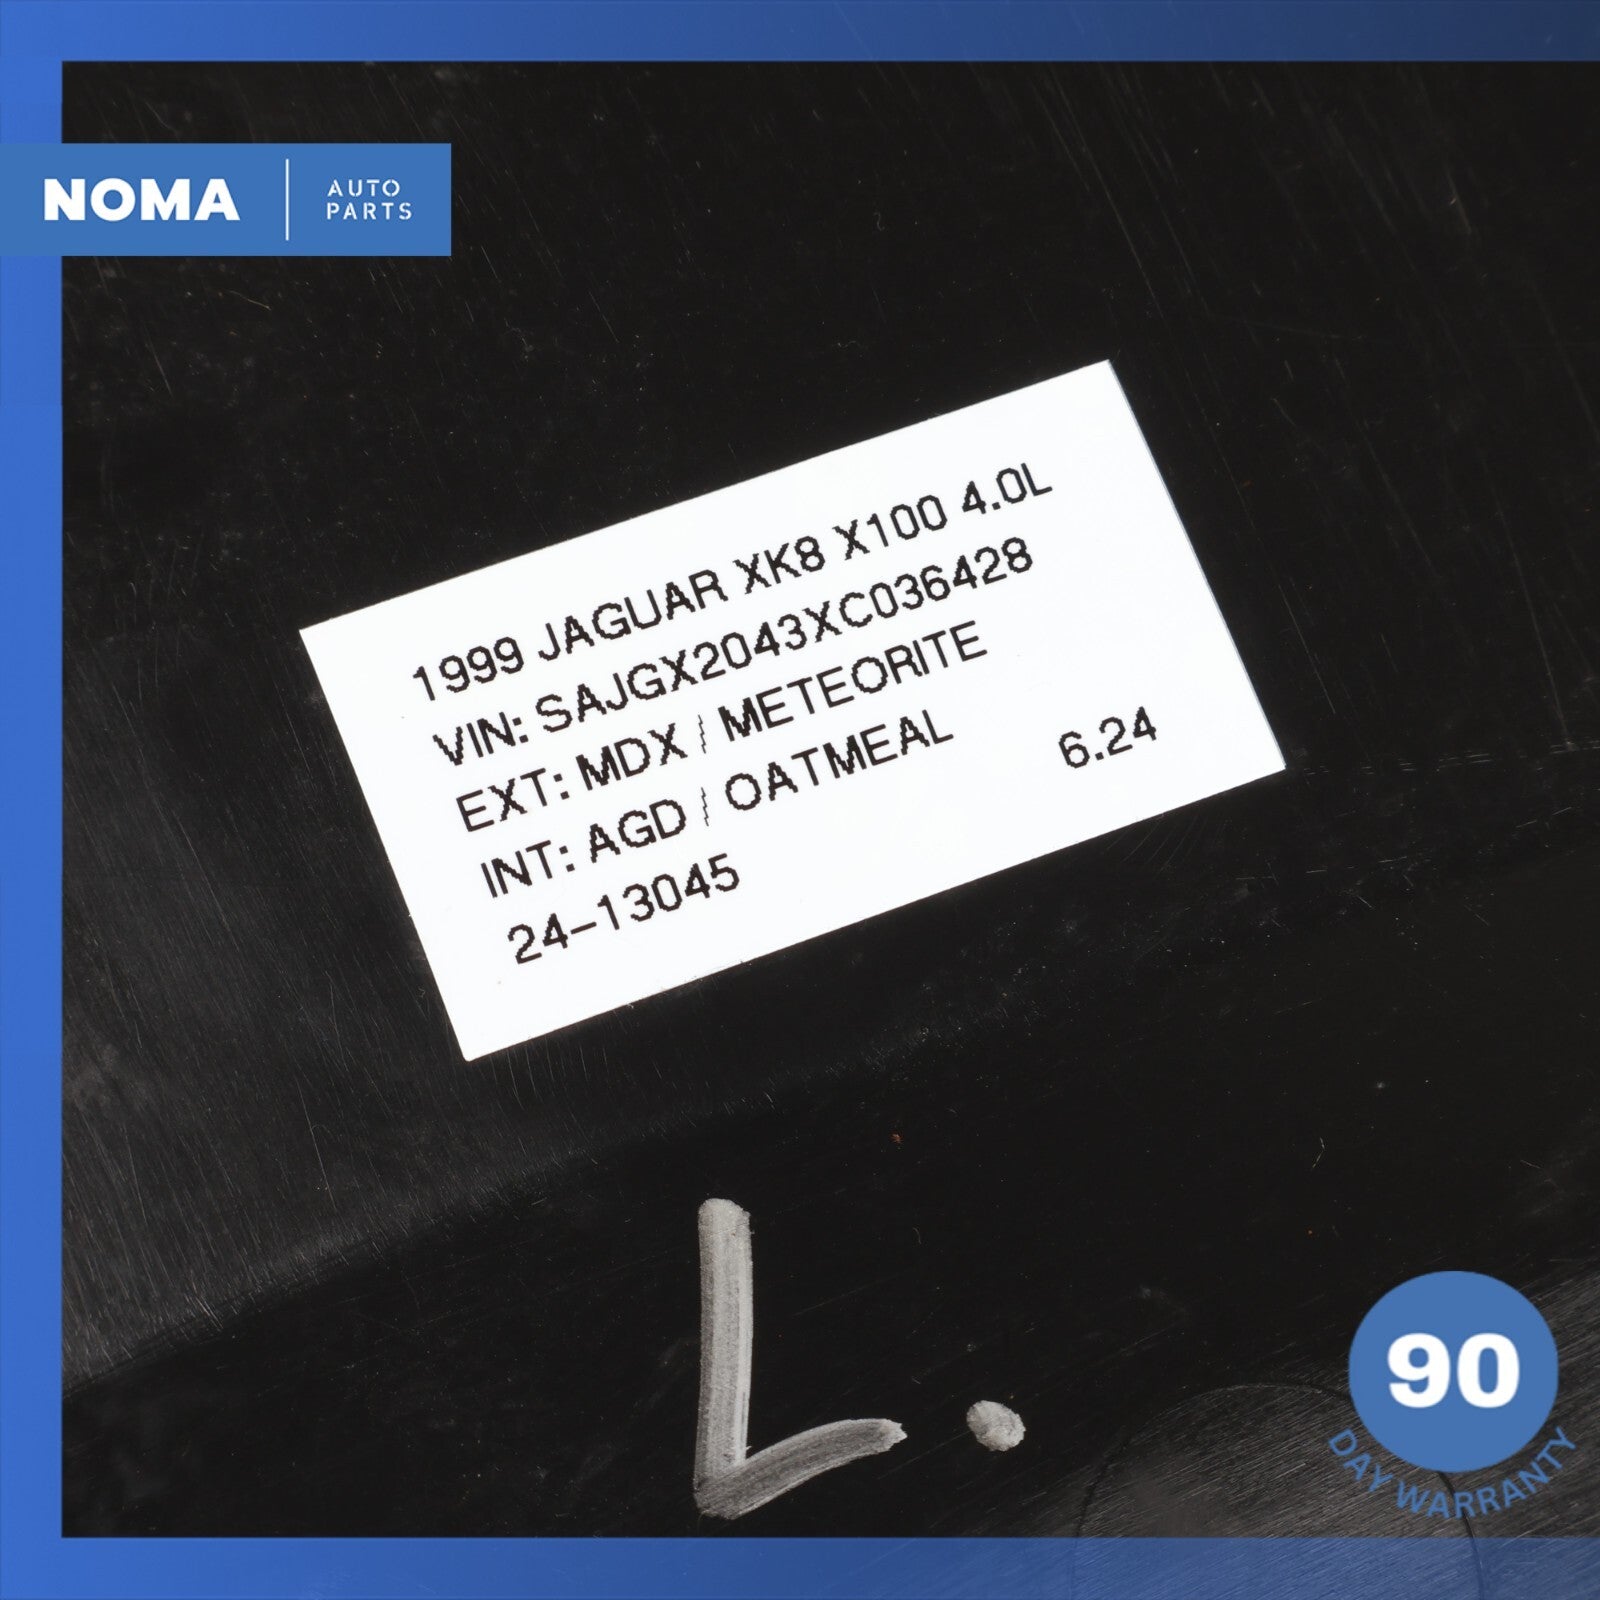 NOMA
AUTO
PARTS
1999 JAGUAR XK8 X100 4.0L
VIN: SAJGX2043XC036428
EXT: MDX / METEORITE
INT: AGD / OATMEAL
24-13045
6.24
L.
90
DAY WARRANTY